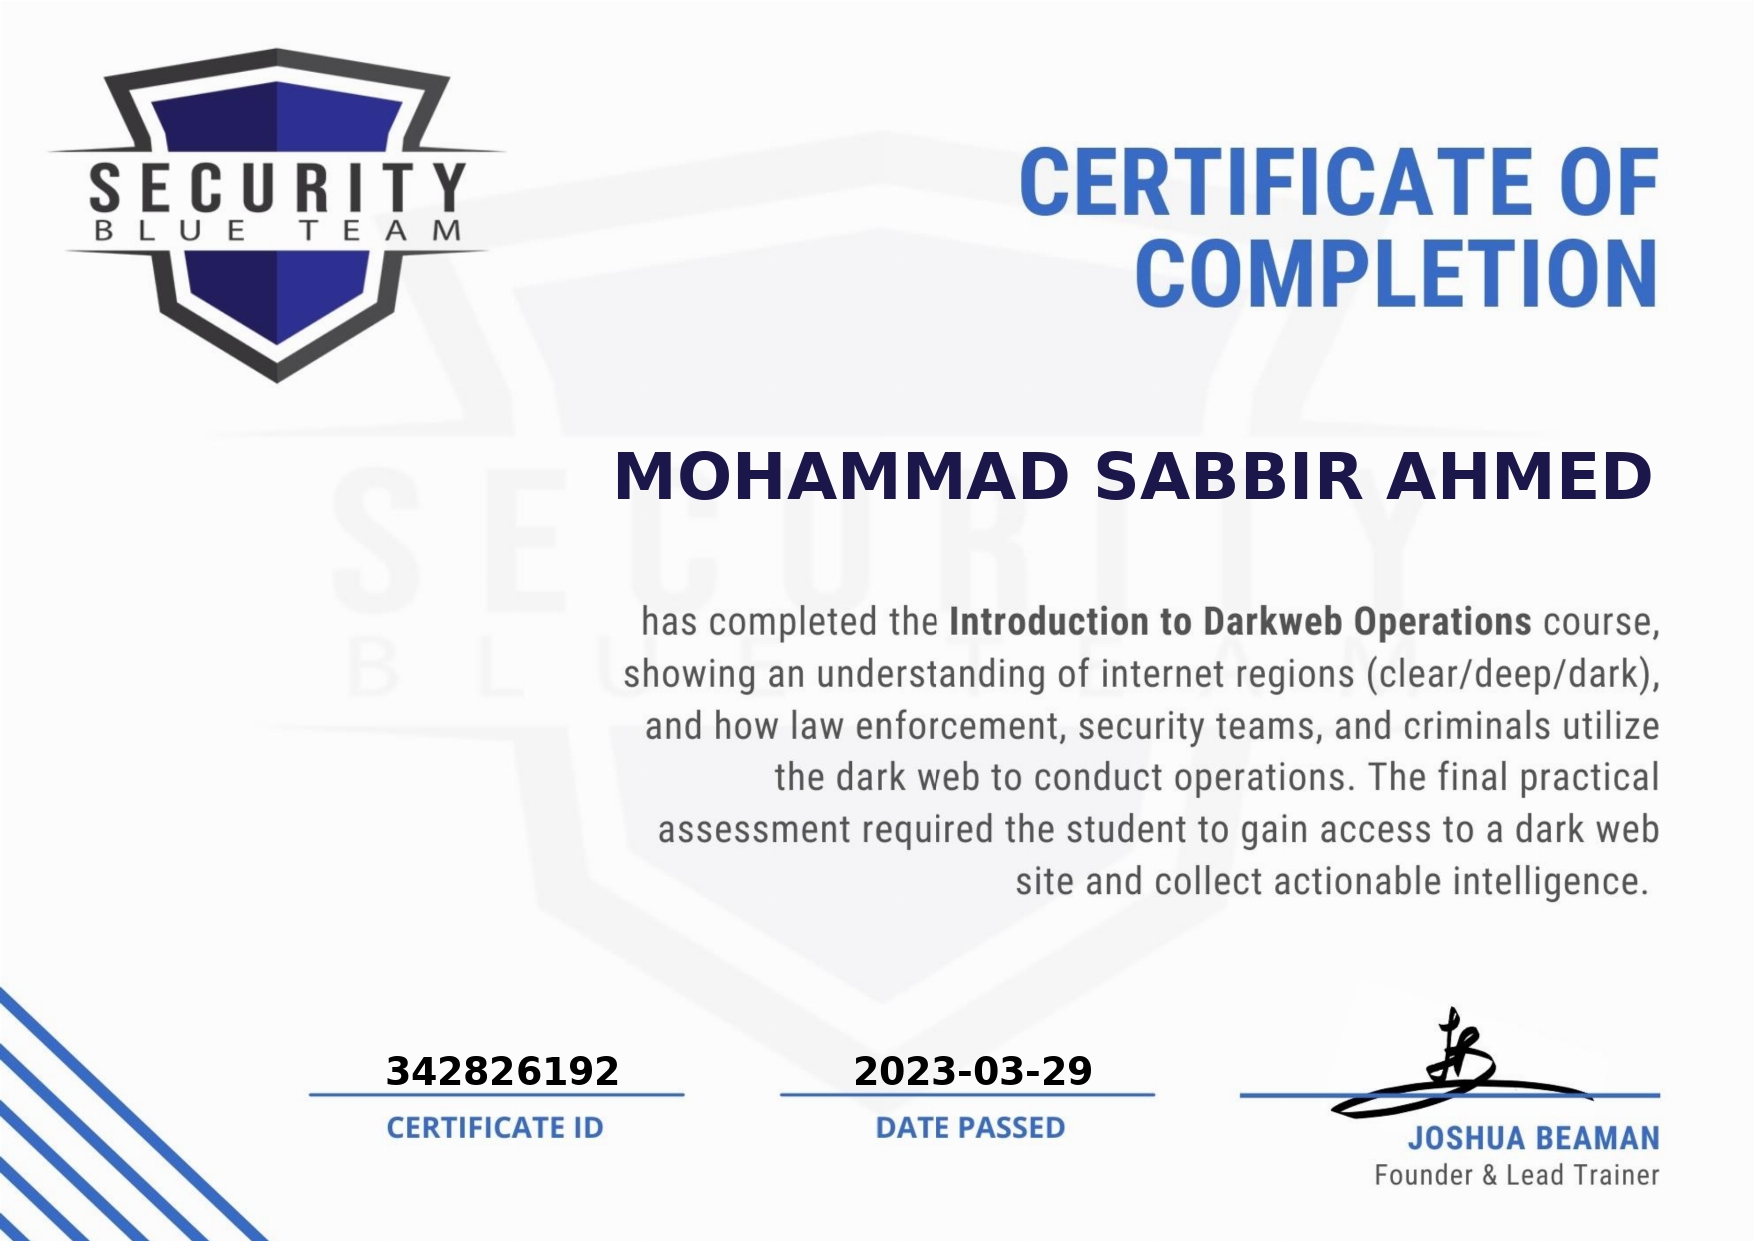 SECURITY
BLUE TEAM
CERTIFICATE OF
COMPLETION
MOHAMMAD SABBIR AHMED
has completed the Introduction to Darkweb Operations course,
showing an understanding of internet regions (clear/deep/dark),
and how law enforcement, security teams, and criminals utilize
the dark web to conduct operations. The final practical
assessment required the student to gain access to a dark web
site and collect actionable intelligence.
SECURITY
BLUE TEAM
342826192
CERTIFICATE ID
2023-03-29
DATE PASSED
JOSHUA BEAMAN
Founder & Lead Trainer